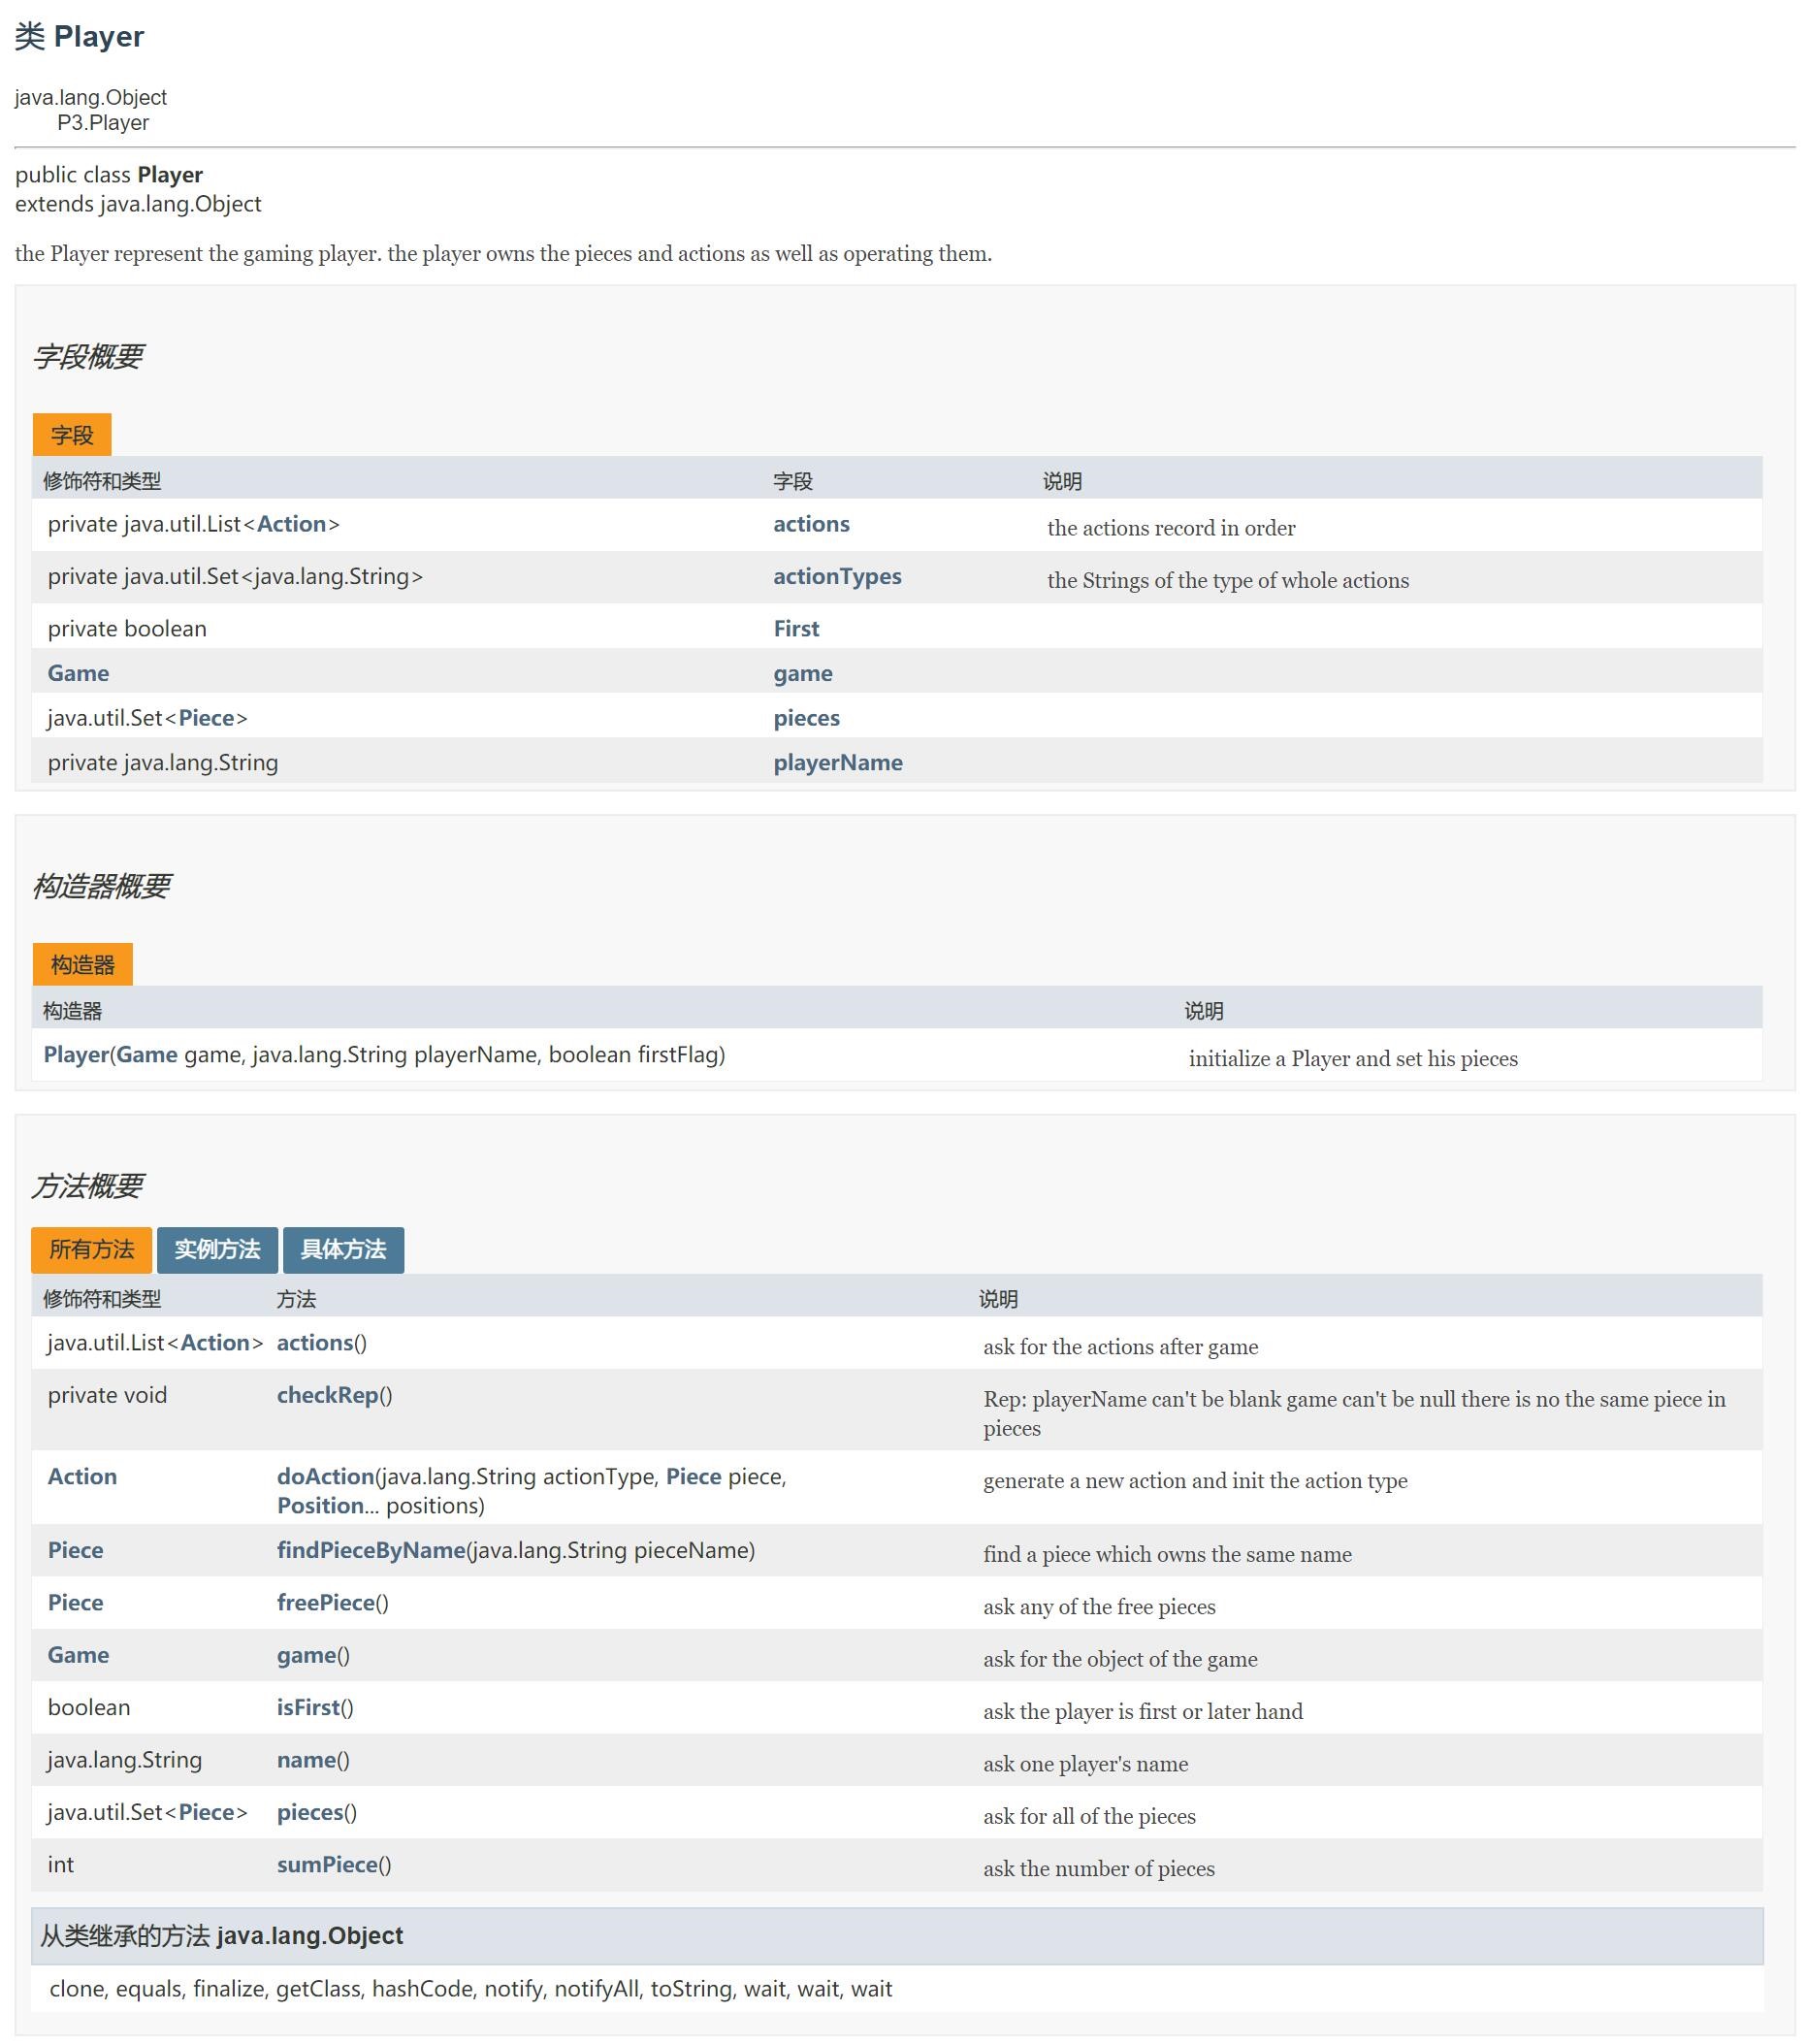 类 Player
java.lang.Object
P3.Player
public class Player
extends java.lang.Object
the Player represent the gaming player. the player owns the pieces and actions as well as operating them.
字段概要
字段
修饰符和类型 字段 说明
private java.util.List<Action> actions the actions record in order
private java.util.Set<java.lang.String> actionTypes the Strings of the type of whole actions
private boolean First
Game game
java.util.Set<Piece> pieces
private java.lang.String playerName
构造器概要
构造器
构造器 说明
Player(Game game, java.lang.String playerName, boolean firstFlag) initialize a Player and set his pieces
方法概要
所有方法 实例方法 具体方法
修饰符和类型 方法 说明
java.util.List<Action> actions() ask for the actions after game
private void checkRep() Rep: playerName can't be blank game can't be null there is no the same piece in
pieces
Action doAction(java.lang.String actionType, Piece piece, generate a new action and init the action type
Position... positions)
Piece findPieceByName(java.lang.String pieceName) find a piece which owns the same name
Piece freePiece() ask any of the free pieces
Game game() ask for the object of the game
boolean isFirst() ask the player is first or later hand
java.lang.String name() ask one player's name
java.util.Set<Piece> pieces() ask for all of the pieces
int sumPiece() ask the number of pieces
从类继承的方法 java.lang.Object
clone, equals, finalize, getClass, hashCode, notify, notifyAll, toString, wait, wait, wait